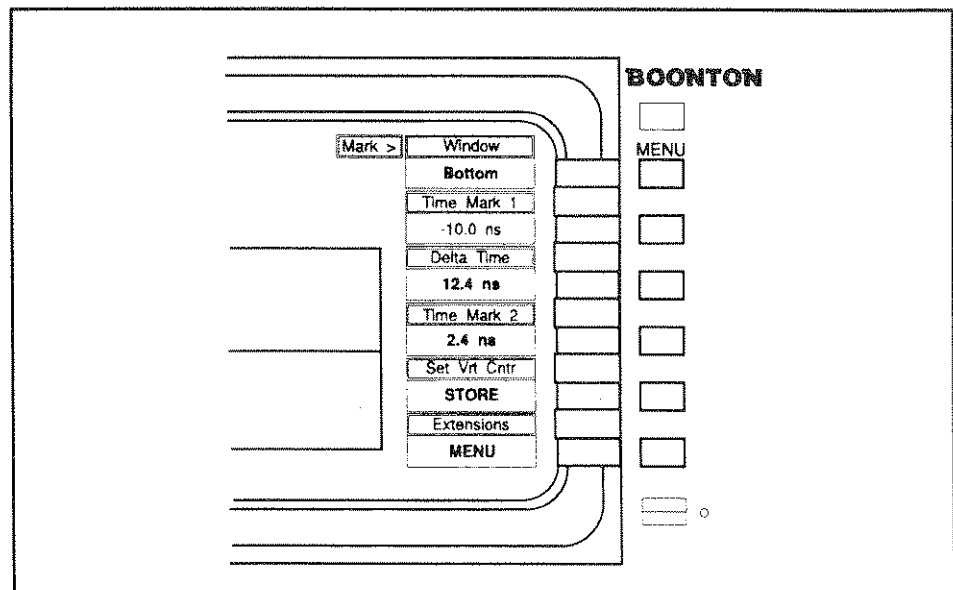 BOONTON
MENU
Mark > Window
Bottom
Time Mark 1
-10.0 ns
Delta Time
12.4 ns
Time Mark 2
2.4 ns
Set Vrt Cntr
STORE
Extensions
MENU